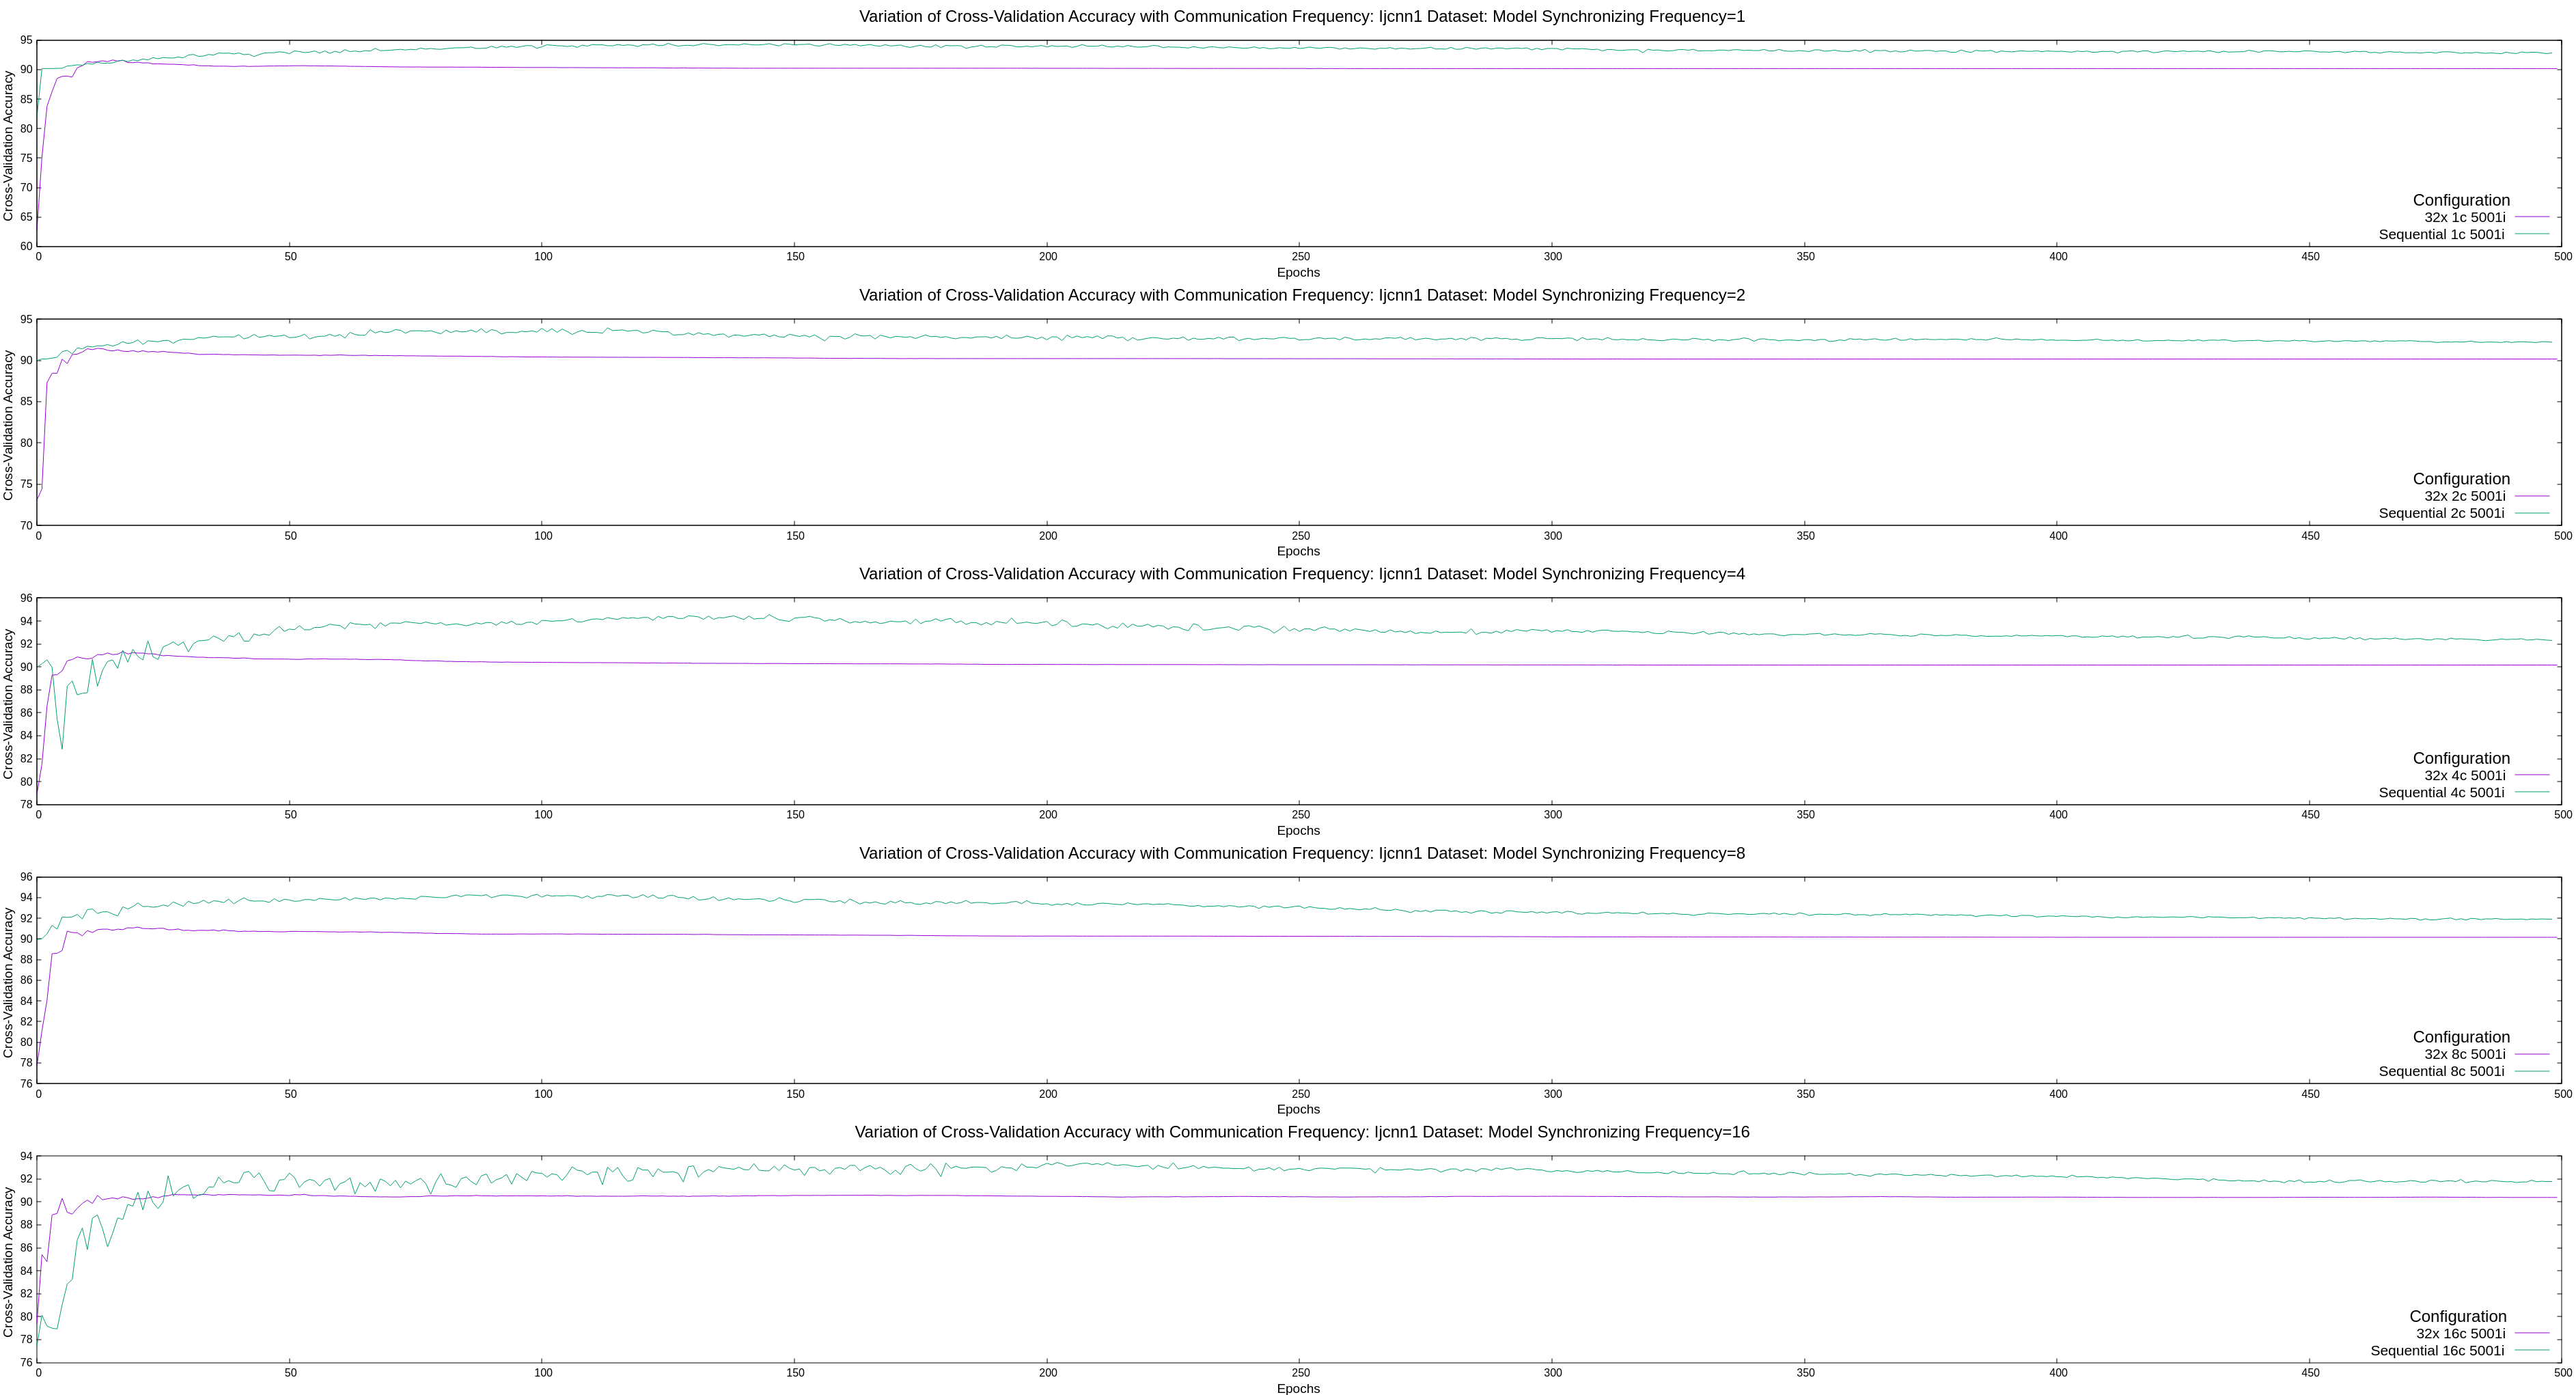 Variation of Cross-Validation Accuracy with Communication Frequency: Ijcnn1 Dataset: Model Synchronizing Frequency=1
Cross-Validation Accuracy
95
90
85
80
75
70
65
60
0 50 100 150 200 250 300 350 400 450 500
Epochs
Configuration
32x 1c 5001i
Sequential 1c 5001i
Variation of Cross-Validation Accuracy with Communication Frequency: Ijcnn1 Dataset: Model Synchronizing Frequency=2
Cross-Validation Accuracy
95
90
85
80
75
70
0 50 100 150 200 250 300 350 400 450 500
Epochs
Configuration
32x 2c 5001i
Sequential 2c 5001i
Variation of Cross-Validation Accuracy with Communication Frequency: Ijcnn1 Dataset: Model Synchronizing Frequency=4
Cross-Validation Accuracy
96
94
92
90
88
86
84
82
80
78
0 50 100 150 200 250 300 350 400 450 500
Epochs
Configuration
32x 4c 5001i
Sequential 4c 5001i
Variation of Cross-Validation Accuracy with Communication Frequency: Ijcnn1 Dataset: Model Synchronizing Frequency=8
Cross-Validation Accuracy
96
94
92
90
88
86
84
82
80
78
76
0 50 100 150 200 250 300 350 400 450 500
Epochs
Configuration
32x 8c 5001i
Sequential 8c 5001i
Variation of Cross-Validation Accuracy with Communication Frequency: Ijcnn1 Dataset: Model Synchronizing Frequency=16
Cross-Validation Accuracy
94
92
90
88
86
84
82
80
78
76
0 50 100 150 200 250 300 350 400 450 500
Epochs
Configuration
32x 16c 5001i
Sequential 16c 5001i